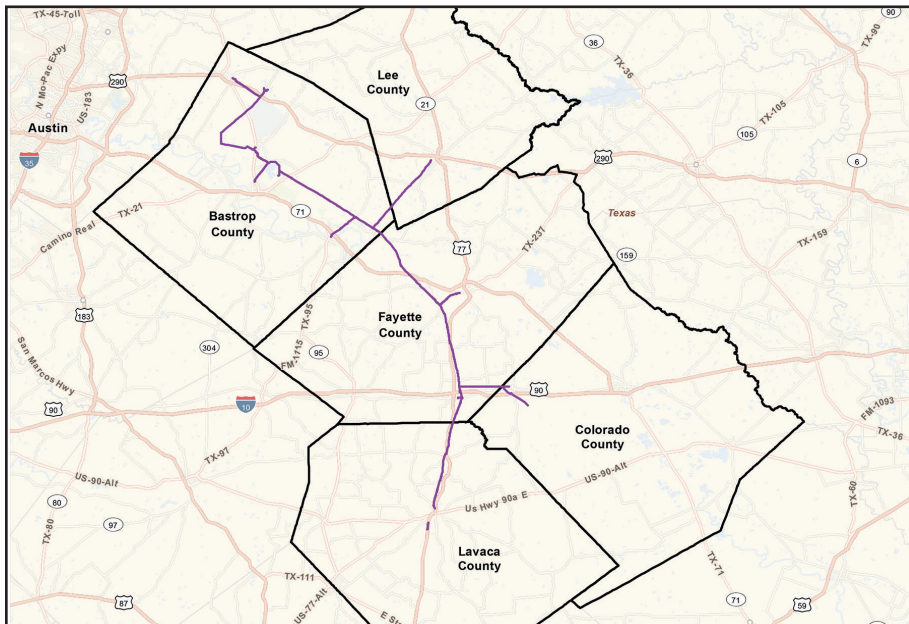 TX-45-Toll
90
TX-90
36
N Mo-Pac Expy
US-183
290
Lee
County
TX-36
21
TX-105
105
Austin
35
290
6
Bastrop
County
TX-21
71
Camino Real
Texas
77
TX-237
TX-159
159
183
Fayette
County
TX-95
FM-1115
304
95
San Marcos Hwy
90
10
90
Colorado
County
FM-1093
TX-36
TX-97
US-90-Alt
US-90-Alt
Us Hwy 90a E
80
97
TX-80
TX-60
Lavaca
County
TX-111
US-77-Alt
TX-71
87
71
59